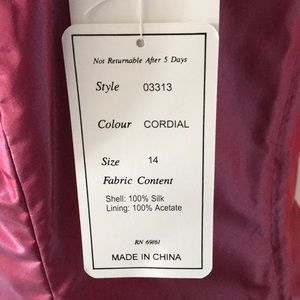 Not Returnable After 5 Days
Style 03313
Colour CORDIAL
Size 14
Fabric Content
Shell: 100% Silk
Lining: 100% Acetate
RN 69161
MADE IN CHINA